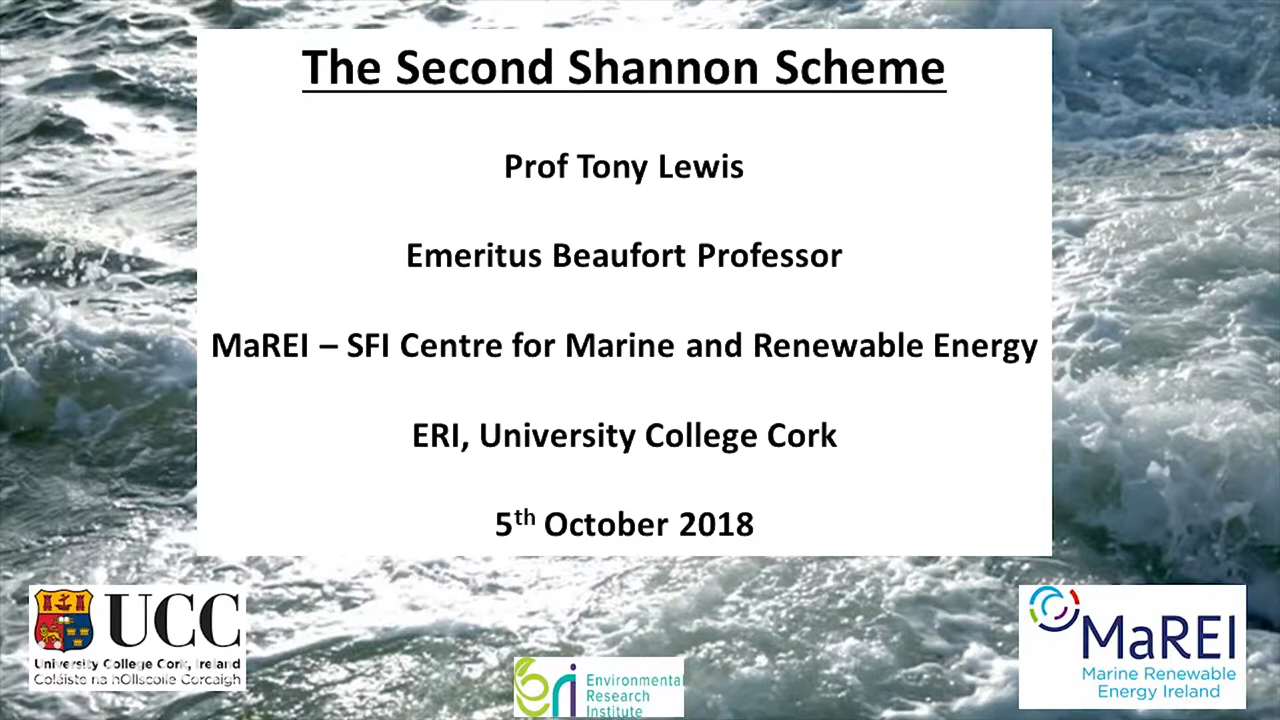 The Second Shannon Scheme
Prof Tony Lewis
Emeritus Beaufort Professor
MaREI – SFI Centre for Marine and Renewable Energy
ERI, University College Cork
5th October 2018
UCC
University College Cork, Ireland
Coláiste na hOllscoile Corcaigh
eri
Environmental
Research
Institute
MaREI
Marine Renewable
Energy Ireland